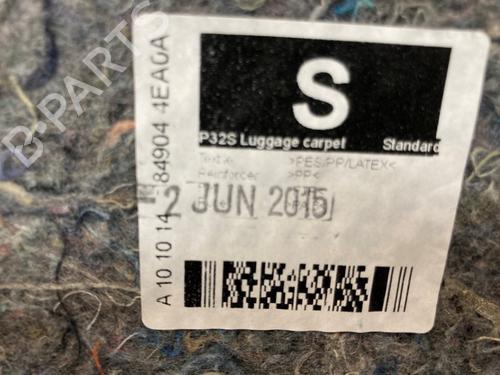 S
P32S Luggage carpet Standard
Textile >PES/PP/LATEX<
Reinforcer >PP<
2 JUN 2015
A 10 10 14 84904 4EA0A
B-PARTS